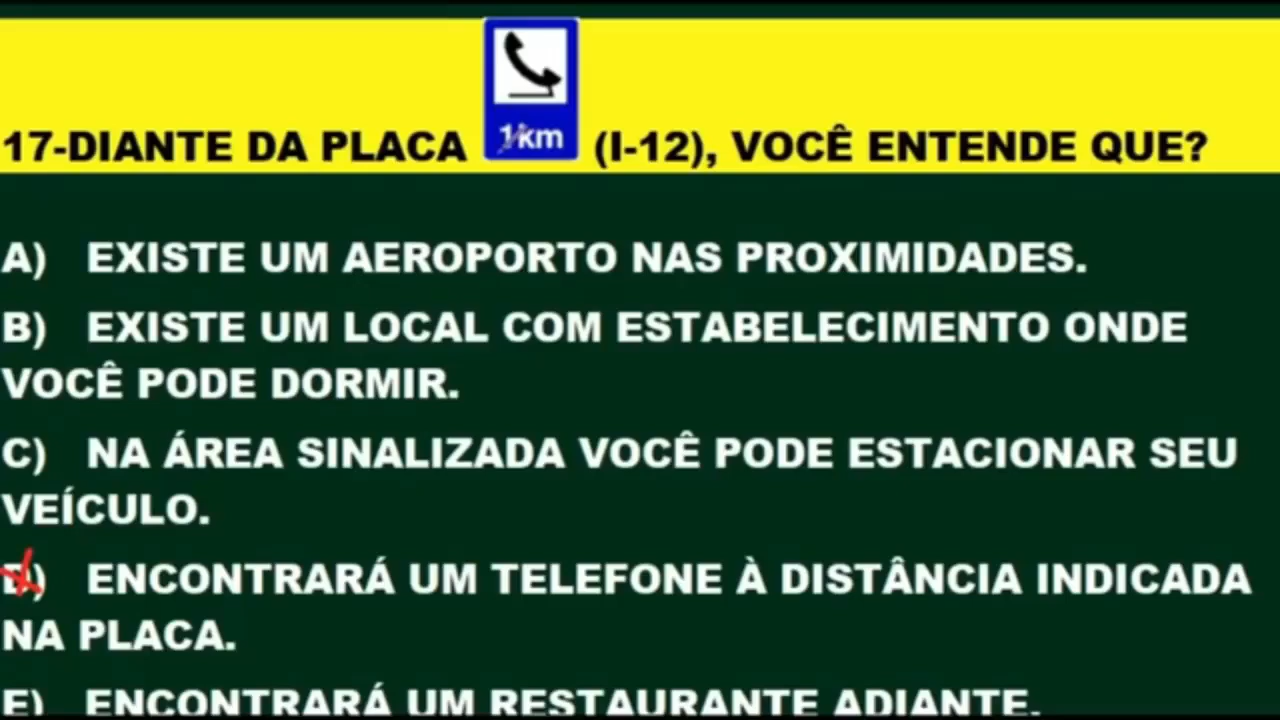 1km
17-DIANTE DA PLACA (I-12), VOCÊ ENTENDE QUE?
A) EXISTE UM AEROPORTO NAS PROXIMIDADES.
B) EXISTE UM LOCAL COM ESTABELECIMENTO ONDE
VOCÊ PODE DORMIR.
C) NA ÁREA SINALIZADA VOCÊ PODE ESTACIONAR SEU
VEÍCULO.
D) ENCONTRARÁ UM TELEFONE À DISTÂNCIA INDICADA
NA PLACA.
E) ENCONTRARÁ UM RESTAURANTE ADIANTE.